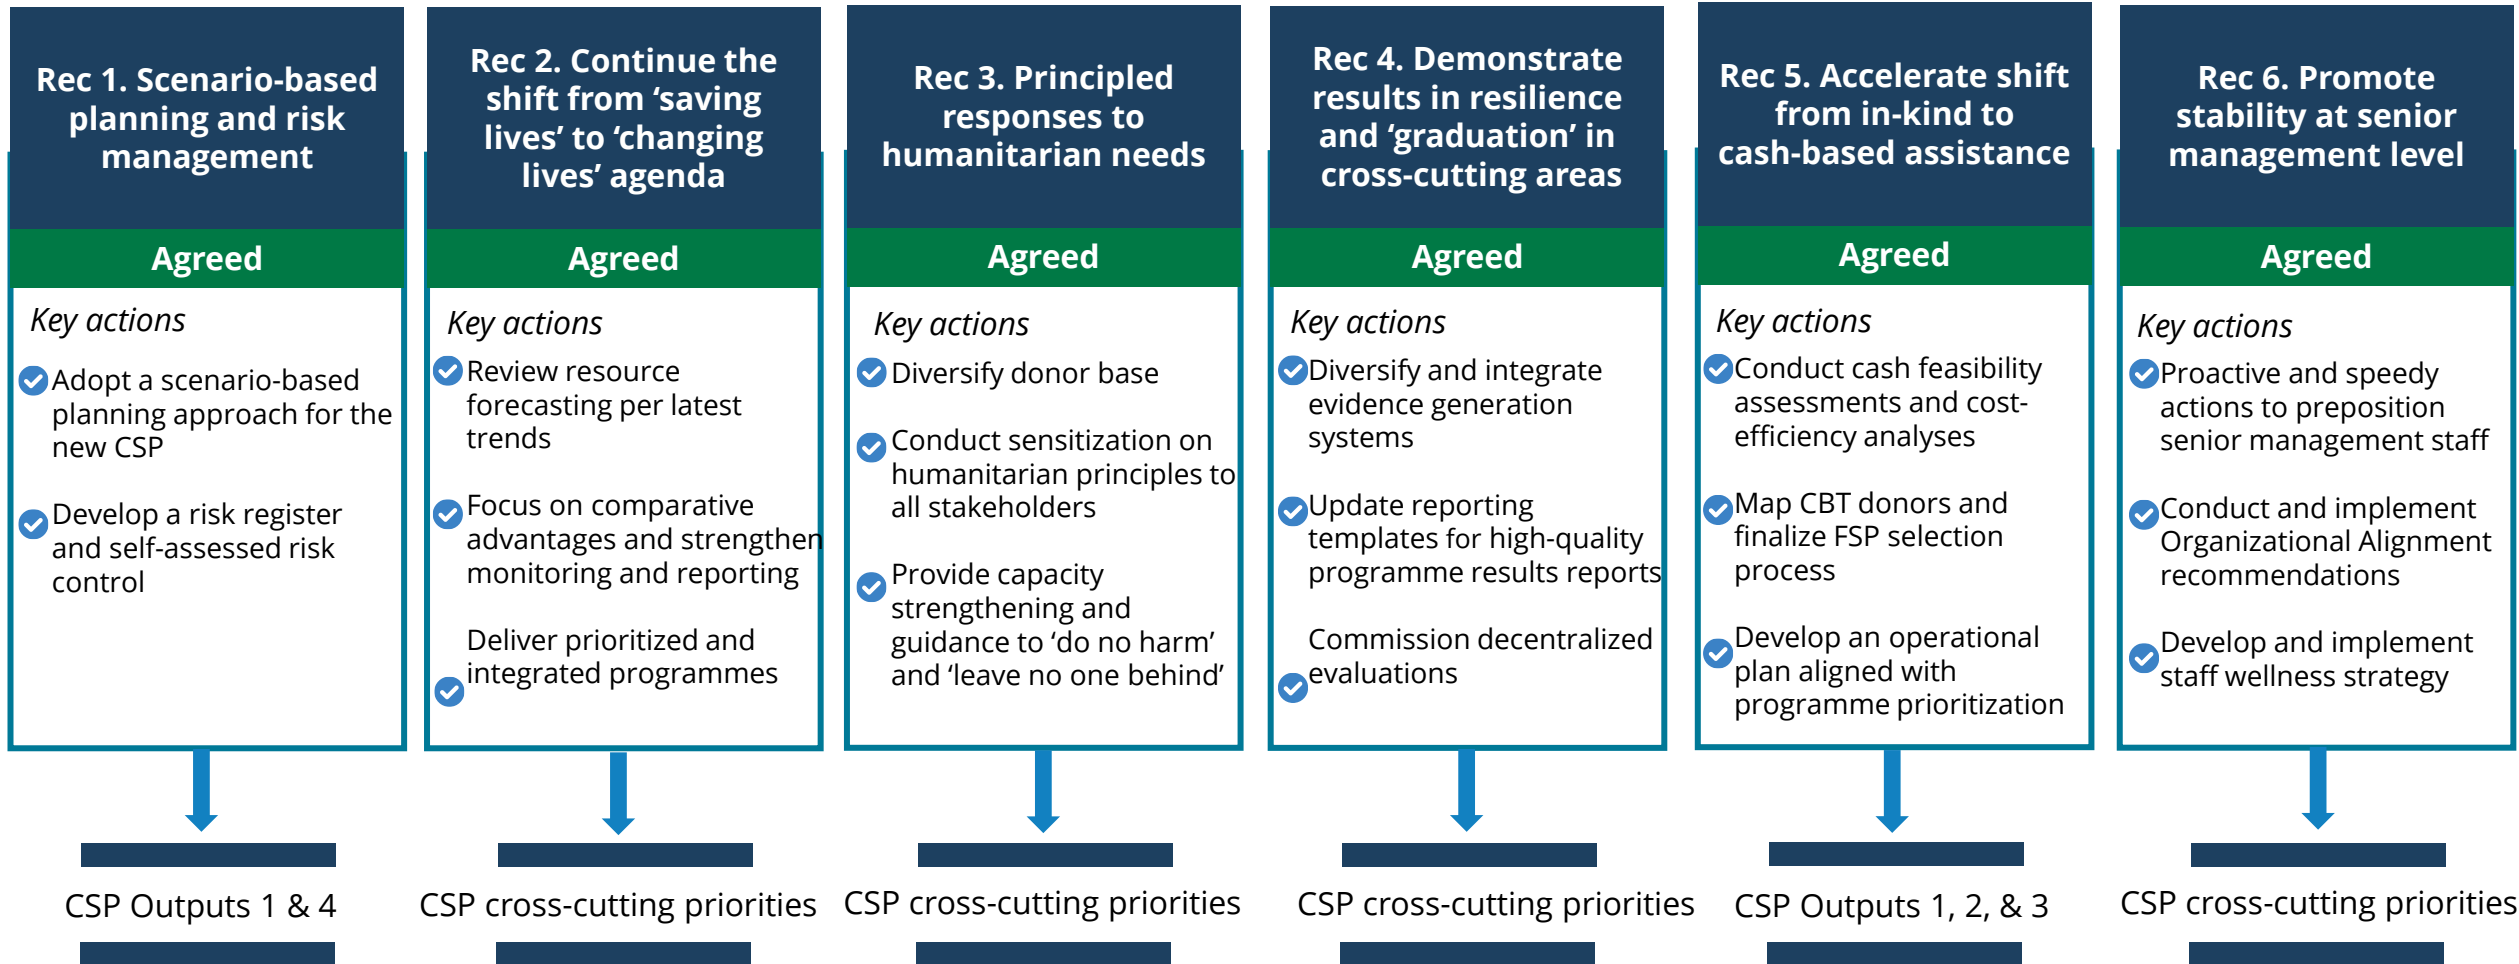 Rec 1. Scenario-based
planning and risk
management
Agreed
Key actions
Adopt a scenario-based
planning approach for the
new CSP
Develop a risk register
and self-assessed risk
control
CSP Outputs 1 & 4
Rec 2. Continue the
shift from ‘saving
lives’ to ‘changing
lives’ agenda
Agreed
Key actions
Review resource
forecasting per latest
trends
Focus on comparative
advantages and strengthen
monitoring and reporting
Deliver prioritized and
integrated programmes
CSP cross-cutting priorities
Rec 3. Principled
responses to
humanitarian needs
Agreed
Key actions
Diversify donor base
Conduct sensitization on
humanitarian principles to
all stakeholders
Provide capacity
strengthening and
guidance to ‘do no harm’
and ‘leave no one behind’
CSP cross-cutting priorities
Rec 4. Demonstrate
results in resilience
and ‘graduation’ in
cross-cutting areas
Agreed
Key actions
Diversify and integrate
evidence generation
systems
Update reporting
templates for high-quality
programme results reports
Commission decentralized
evaluations
CSP cross-cutting priorities
Rec 5. Accelerate shift
from in-kind to
cash-based assistance
Agreed
Key actions
Conduct cash feasibility
assessments and cost-
efficiency analyses
Map CBT donors and
finalize FSP selection
process
Develop an operational
plan aligned with
programme prioritization
CSP Outputs 1, 2, & 3
Rec 6. Promote
stability at senior
management level
Agreed
Key actions
Proactive and speedy
actions to preposition
senior management staff
Conduct and implement
Organizational Alignment
recommendations
Develop and implement
staff wellness strategy
CSP cross-cutting priorities